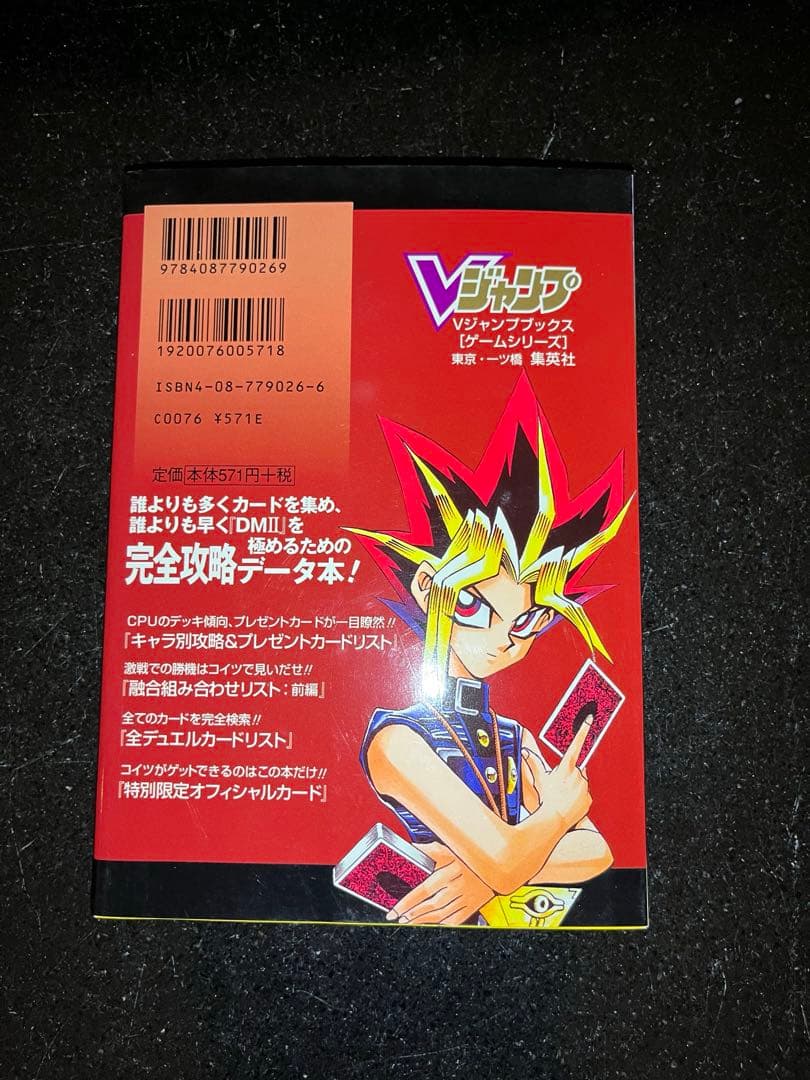 9784087790269
1920076005718
ISBN4-08-779026-6
C0076 ¥571E
定価 本体571円+税
Vジャンプ
Vジャンプブックス
[ゲームシリーズ]
東京・一ツ橋 集英社
誰よりも多くカードを集め、
誰よりも早く『DMⅡ』を
極めるための
完全攻略データ本!
CPUのデッキ傾向、プレゼントカードが一目瞭然!!
『キャラ別攻略&プレゼントカードリスト』
激戦での勝機はコイツで見いだせ!!
『融合組み合わせリスト:前編』
全てのカードを完全検索!!
『全デュエルカードリスト』
コイツがゲットできるのはこの本だけ!!
『特別限定オフィシャルカード』